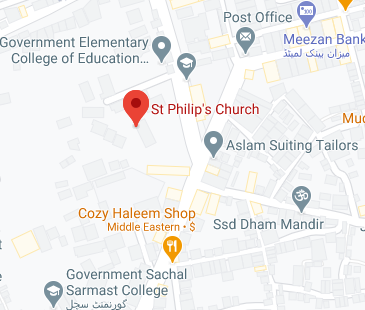 Post Office
Meezan Bank
میزان بینک لمیٹڈ
Government Elementary
College of Education...
St Philip's Church
Aslam Suiting Tailors
Cozy Haleem Shop
Middle Eastern • $
ॐ
Ssd Dham Mandir
Government Sachal
Sarmast College
گورنمنٹ سچل